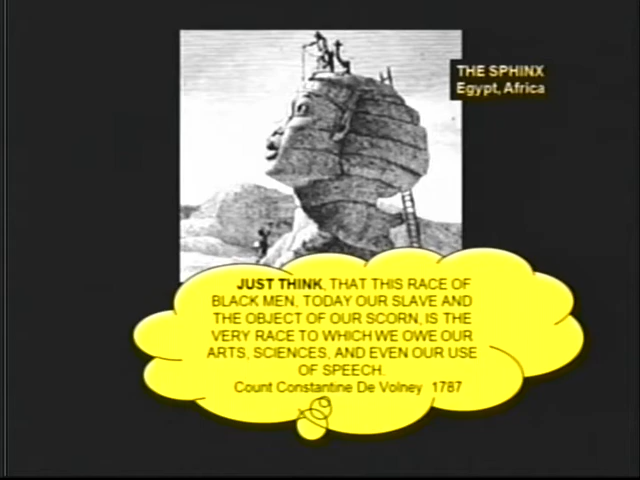 THE SPHINX
Egypt, Africa
JUST THINK, THAT THIS RACE OF
BLACK MEN, TODAY OUR SLAVE AND
THE OBJECT OF OUR SCORN, IS THE
VERY RACE TO WHICH WE OWE OUR
ARTS, SCIENCES, AND EVEN OUR USE
OF SPEECH.
Count Constantine De Volney 1787